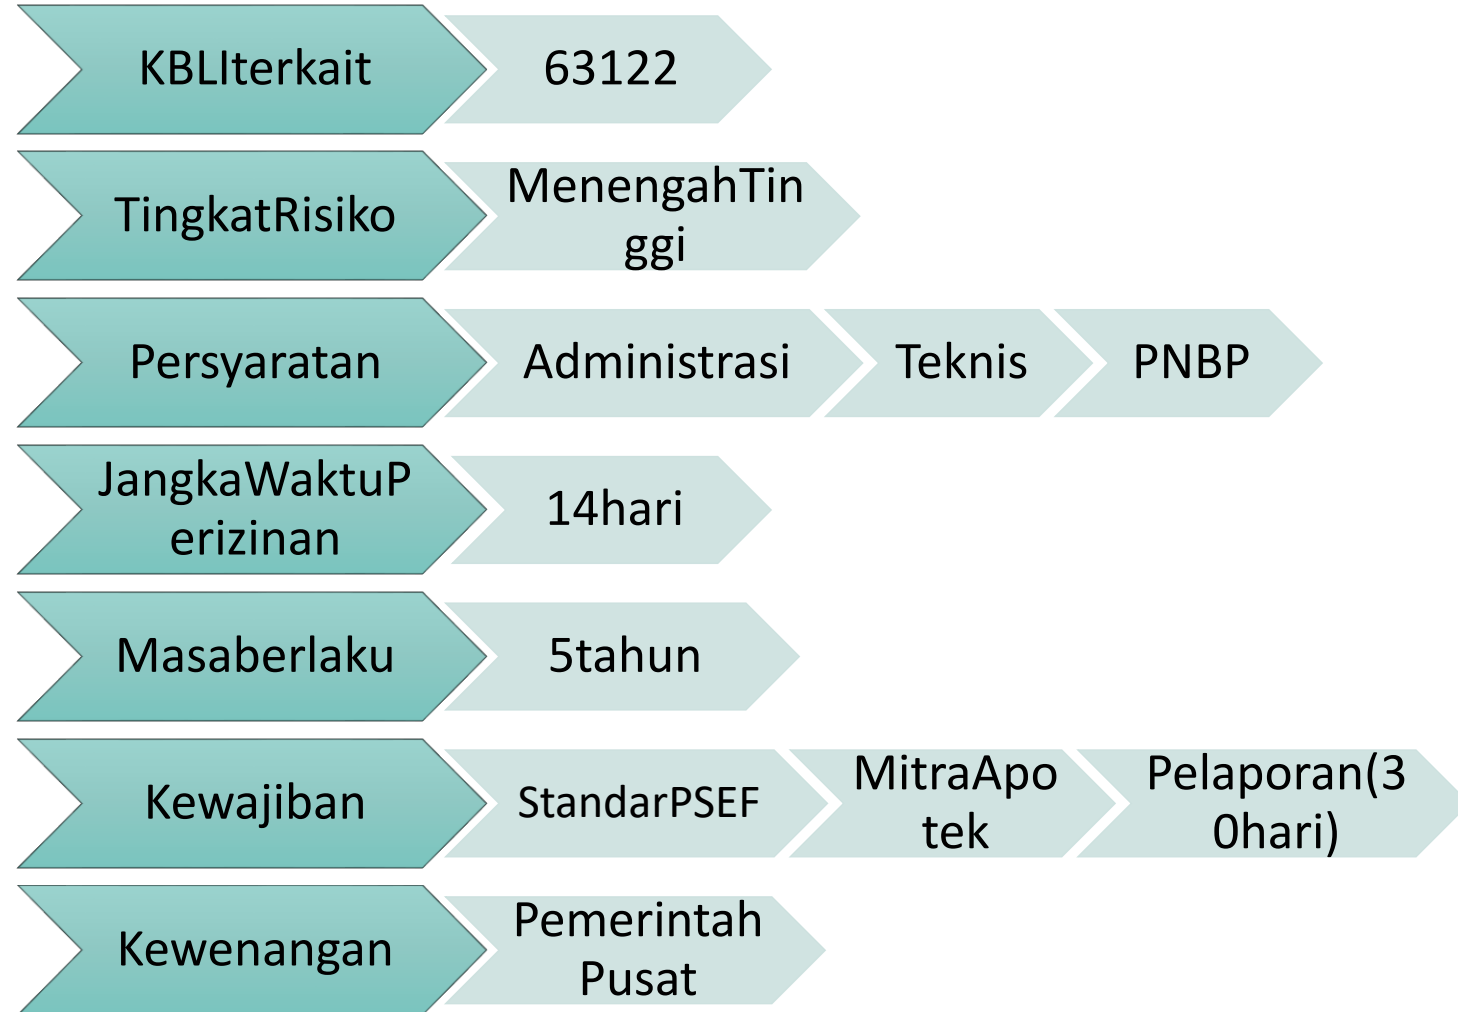 KBLIterkait
63122
TingkatRisiko
MenengahTin
ggi
Persyaratan
Administrasi
Teknis
PNBP
JangkaWaktuP
erizinan
14hari
Masaberlaku
5tahun
Kewajiban
StandarPSEF
MitraApo
tek
Pelaporan(3
0hari)
Kewenangan
Pemerintah
Pusat